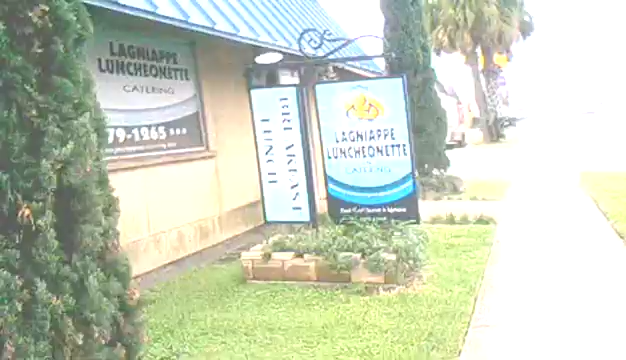 LAGNIAPPE
LUNCHEONETTE
CATERING
79-1265
LUNCH
BREAKFAST
LAGNIAPPE
LUNCHEONETTE
CATERING